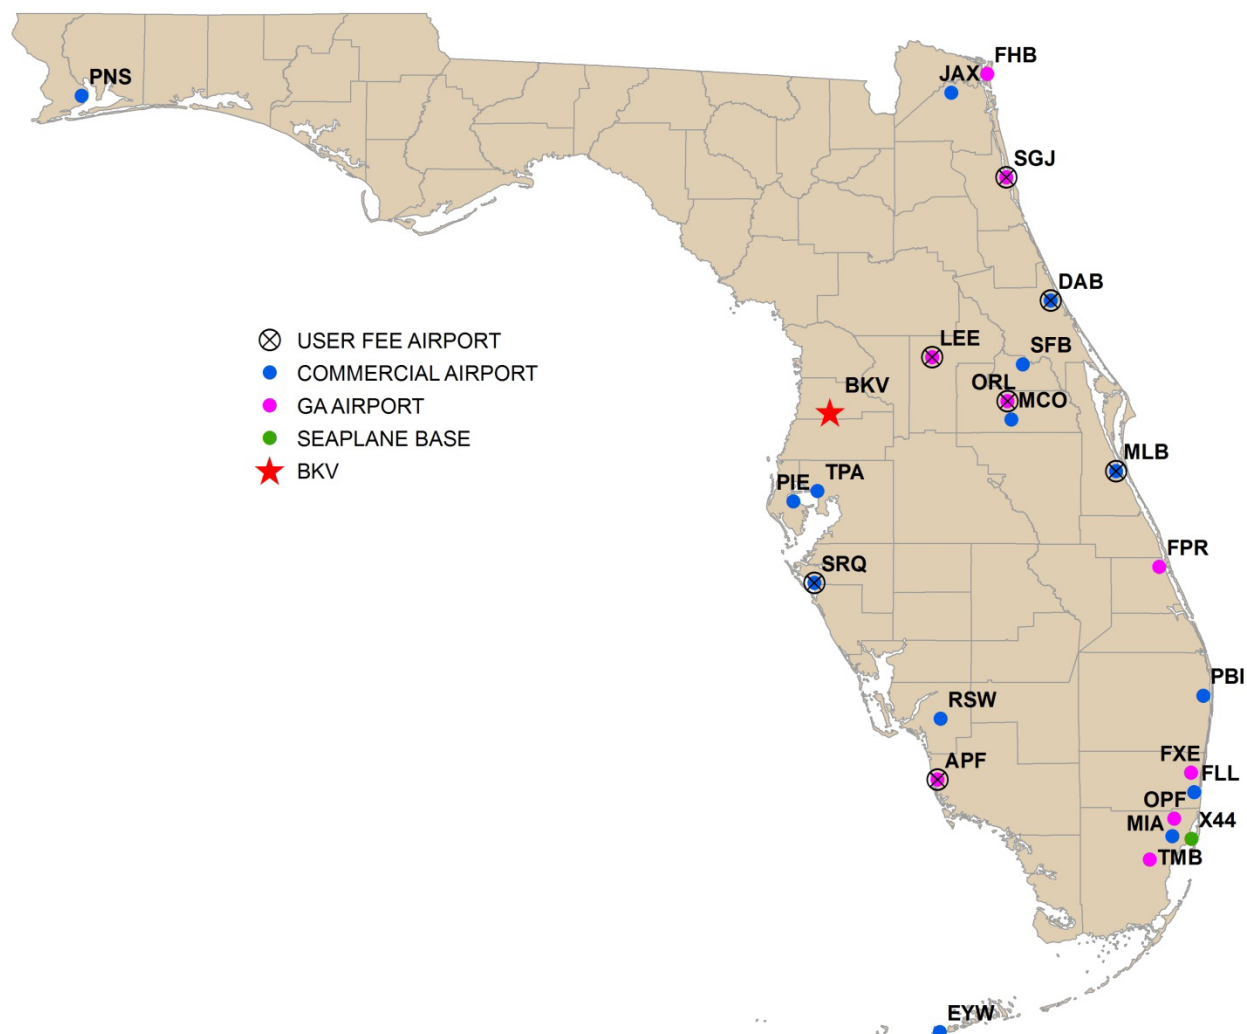 PNS
FHB
JAX
SGJ
DAB
USER FEE AIRPORT
COMMERCIAL AIRPORT
GA AIRPORT
SEAPLANE BASE
BKV
LEE
SFB
BKV
ORL
MCO
MLB
PIE
TPA
FPR
SRQ
PBI
RSW
APF
FXE
FLL
OPF
MIA
X44
TMB
EYW